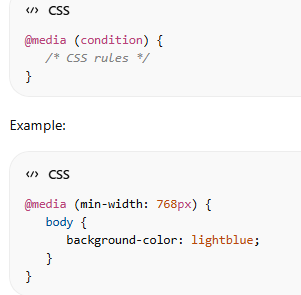 </> CSS
@media (condition) {
   /* CSS rules */
}
Example:
</> CSS
@media (min-width: 768px) {
   body {
      background-color: lightblue;
   }
}